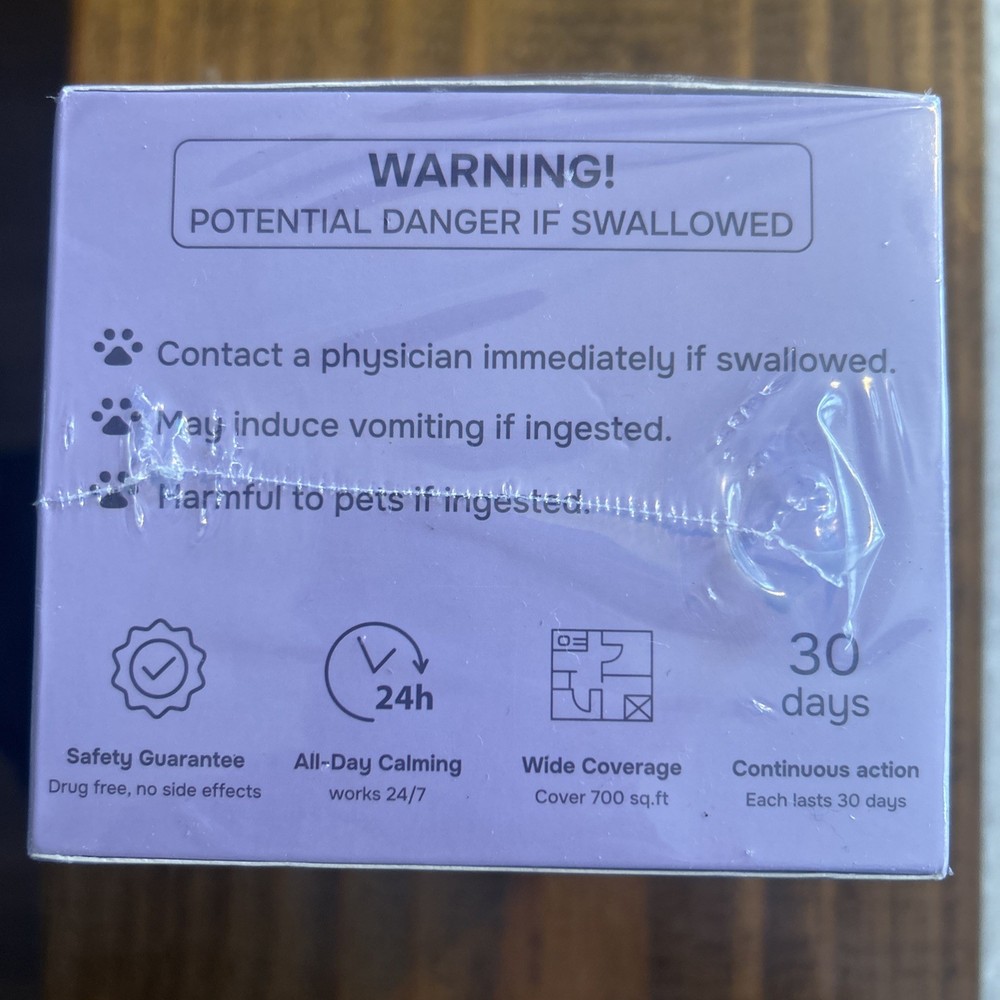 WARNING!
POTENTIAL DANGER IF SWALLOWED
Contact a physician immediately if swallowed.
May induce vomiting if ingested.
Harmful to pets if ingested.
24h
30
days
Safety Guarantee
Drug free, no side effects
All-Day Calming
works 24/7
Wide Coverage
Cover 700 sq.ft
Continuous action
Each lasts 30 days